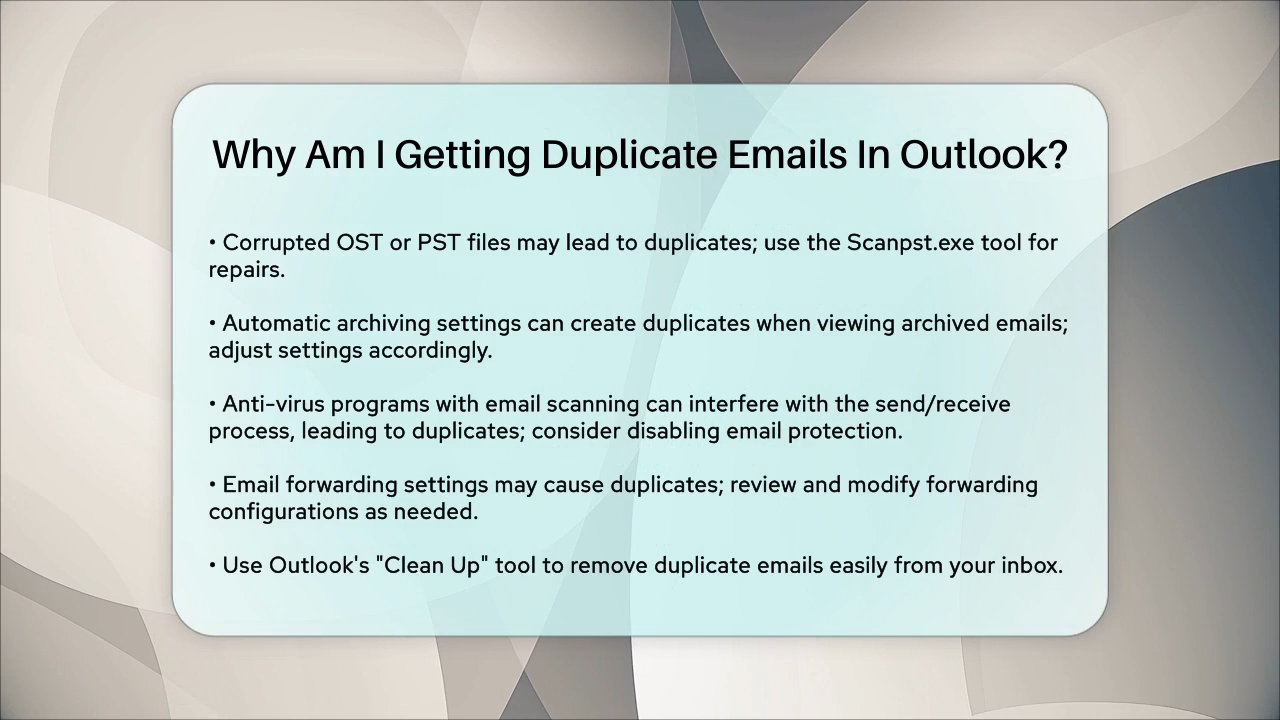 Why Am I Getting Duplicate Emails In Outlook?
• Corrupted OST or PST files may lead to duplicates; use the Scanpst.exe tool for
repairs.
• Automatic archiving settings can create duplicates when viewing archived emails;
adjust settings accordingly.
• Anti-virus programs with email scanning can interfere with the send/receive
process, leading to duplicates; consider disabling email protection.
• Email forwarding settings may cause duplicates; review and modify forwarding
configurations as needed.
• Use Outlook's "Clean Up" tool to remove duplicate emails easily from your inbox.